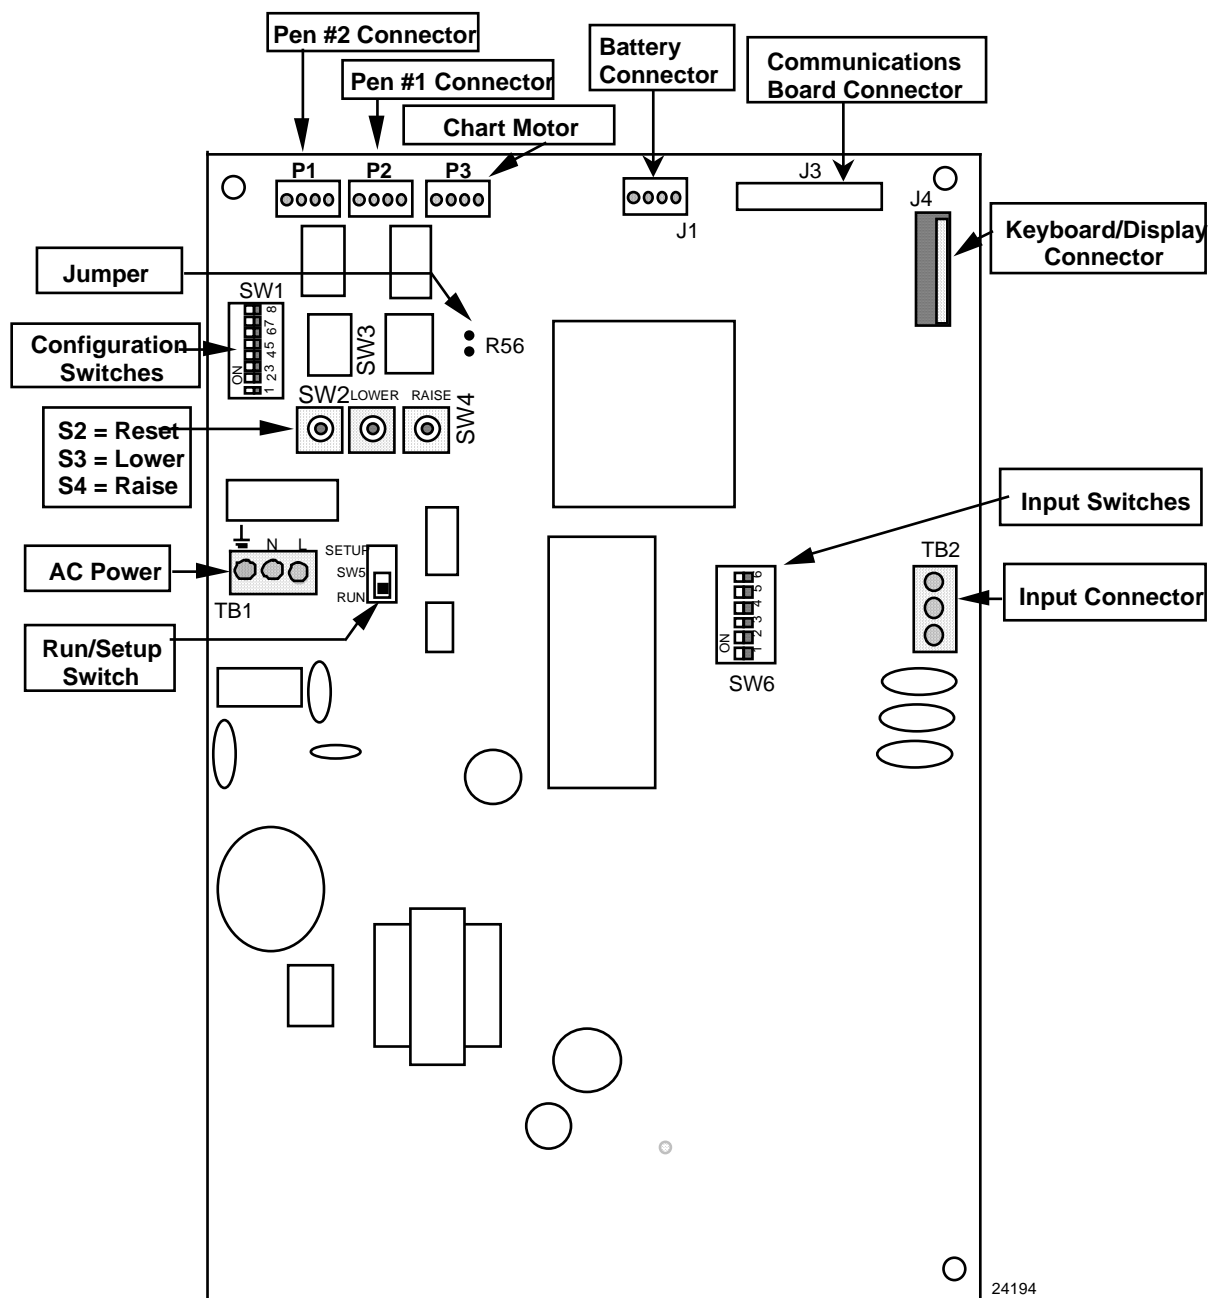 Pen #2 Connector
Pen #1 Connector
Chart Motor
Battery
Connector
Communications
Board Connector
P1
P2
P3
J1
J3
J4
Keyboard/Display
Connector
Jumper
SW1
ON
1 2 3 4 5 6 7 8
Configuration
Switches
SW3
R56
SW2
LOWER
RAISE
SW4
S2 = Reset
S3 = Lower
S4 = Raise
Input Switches
N L
AC Power
TB1
SETUP
SW5
RUN
ON
1 2 3 4 5 6
SW6
TB2
Input Connector
Run/Setup
Switch
24194